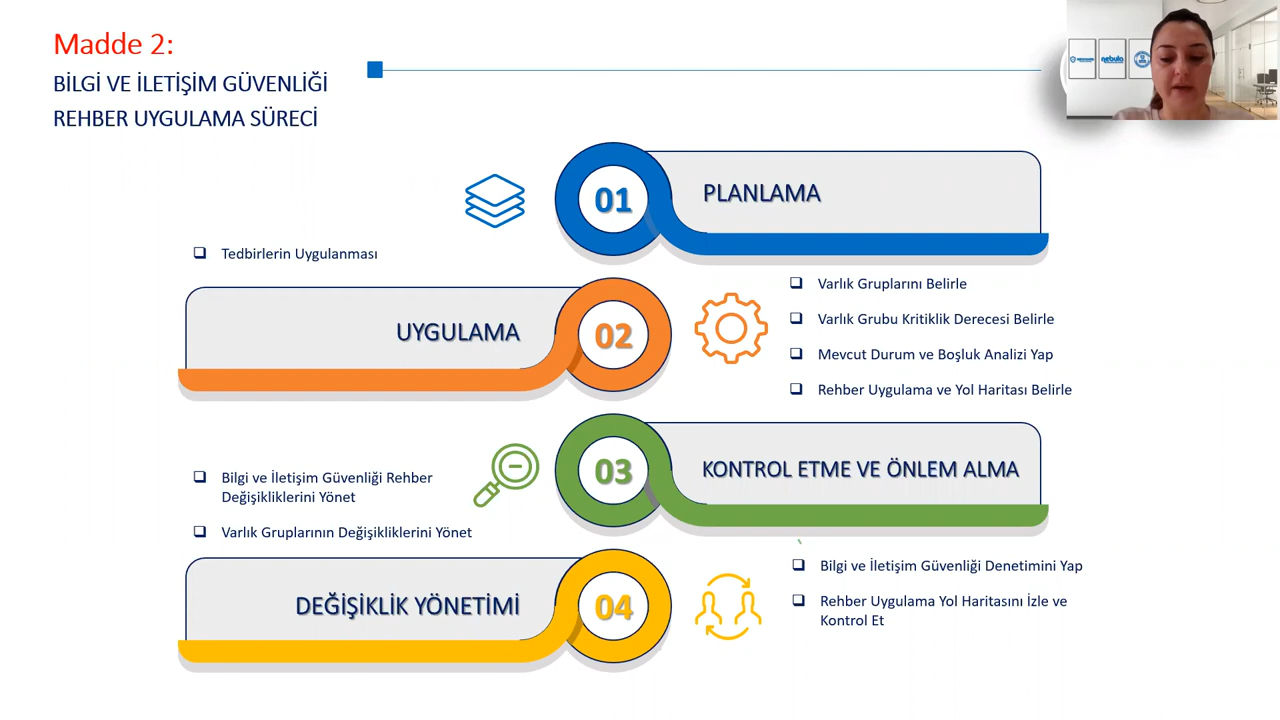 Madde 2:
BİLGİ VE İLETİŞİM GÜVENLİĞİ
REHBER UYGULAMA SÜRECİ
nebula
01
PLANLAMA
Tedbirlerin Uygulanması
Varlık Gruplarını Belirle
Varlık Grubu Kritiklik Derecesi Belirle
Mevcut Durum ve Boşluk Analizi Yap
Rehber Uygulama ve Yol Haritası Belirle
UYGULAMA
02
03
KONTROL ETME VE ÖNLEM ALMA
Bilgi ve İletişim Güvenliği Rehber
Değişikliklerini Yönet
Varlık Gruplarının Değişikliklerini Yönet
Bilgi ve İletişim Güvenliği Denetimini Yap
Rehber Uygulama Yol Haritasını İzle ve
Kontrol Et
DEĞİŞİKLİK YÖNETİMİ
04